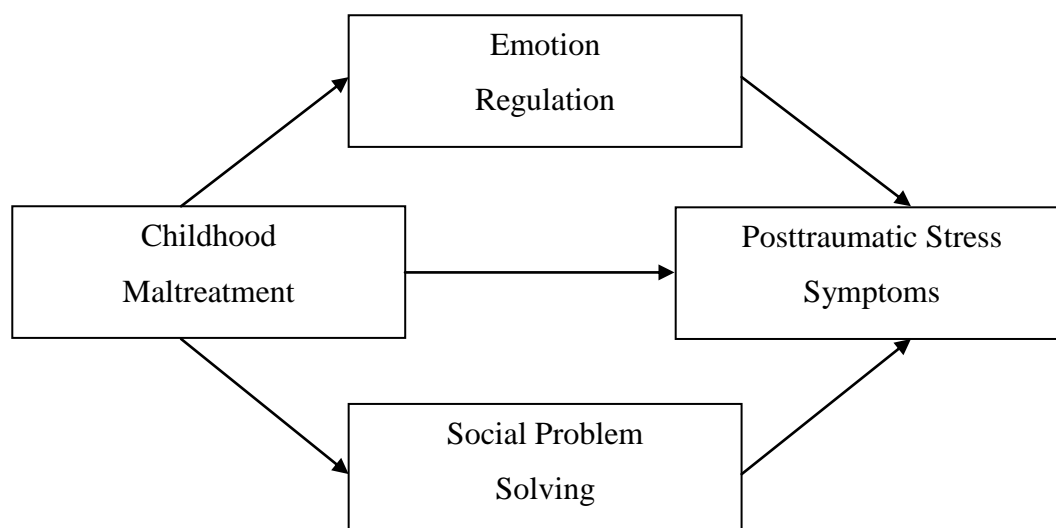 Emotion
Regulation
Childhood
Maltreatment
Posttraumatic Stress
Symptoms
Social Problem
Solving